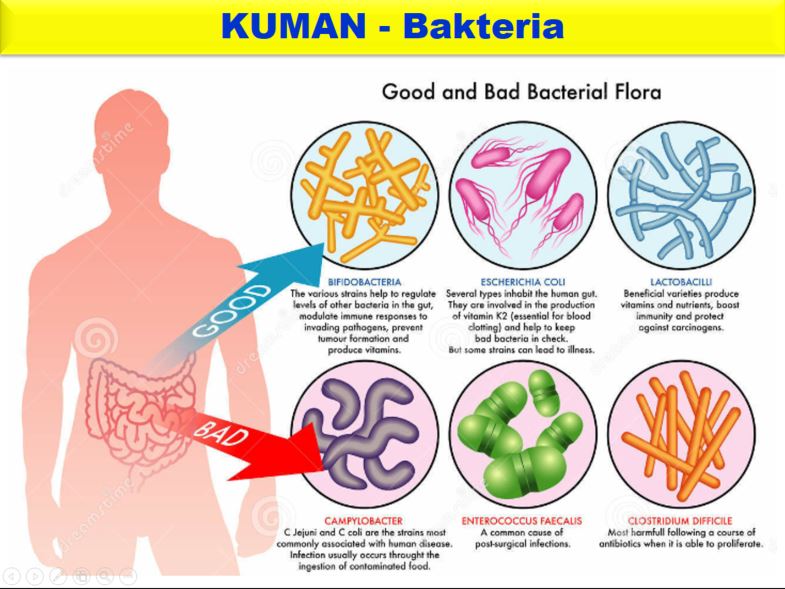 KUMAN - Bakteria
Good and Bad Bacterial Flora
BIFIDOBACTERIA
The various strains help to regulate
levels of other bacteria in the gut,
modulate immune responses to
invading pathogens, prevent
tumour formation and
produce vitamins.
ESCHERICHIA COLI
Several types inhabit the human gut.
They are involved in the production
of vitamin K2 (essential for blood
clotting) and help to keep
bad bacteria in check.
But some strains can lead to illness.
LACTOBACILLI
Beneficial varieties produce
vitamins and nutrients, boost
immunity and protect
against carcinogens.
GOOD
BAD
CAMPYLOBACTER
C Jejuni and C coli are the strains most
commonly associated with human disease.
Infection usually occurs throught the
ingestion of contaminated food.
ENTEROCOCCUS FAECALIS
A common cause of
post-surgical infections.
CLOSTRIDIUM DIFFICILE
Most harmfull following a course of
antibiotics when it is able to proliferate.
dreamstime
dreamstime
dreamstime